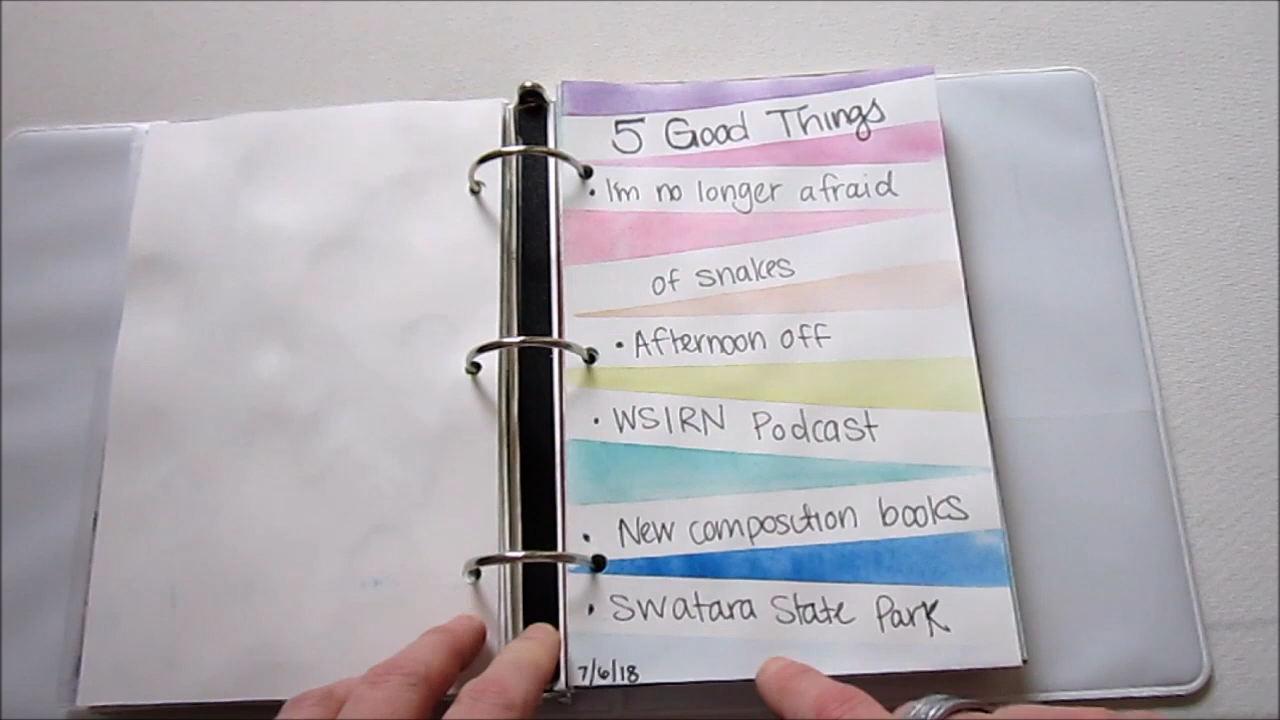 5 Good Things
• I'm no longer afraid
of snakes
• Afternoon off
• WSIRN Podcast
• New composition books
• Swatara State Park
7/6/18